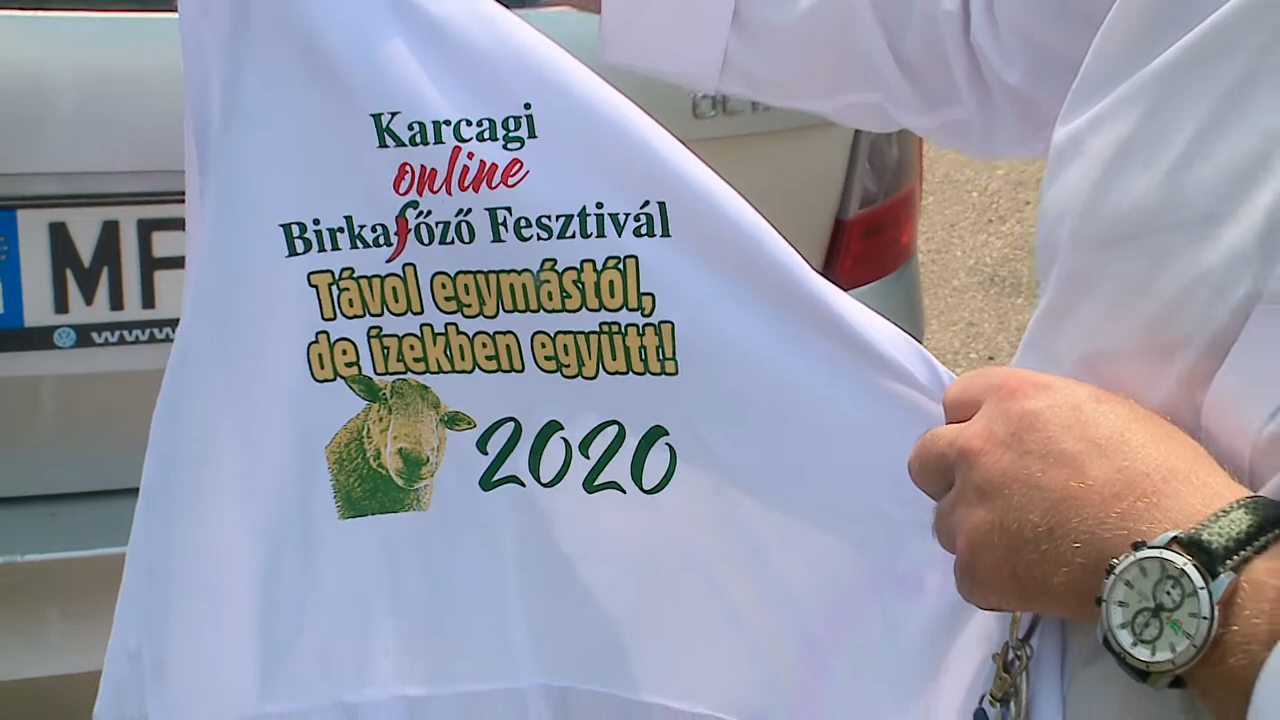 Karcagi
online
Birkafőző Fesztivál
Távol egymástól,
de ízekben együtt!
2020
MF
www